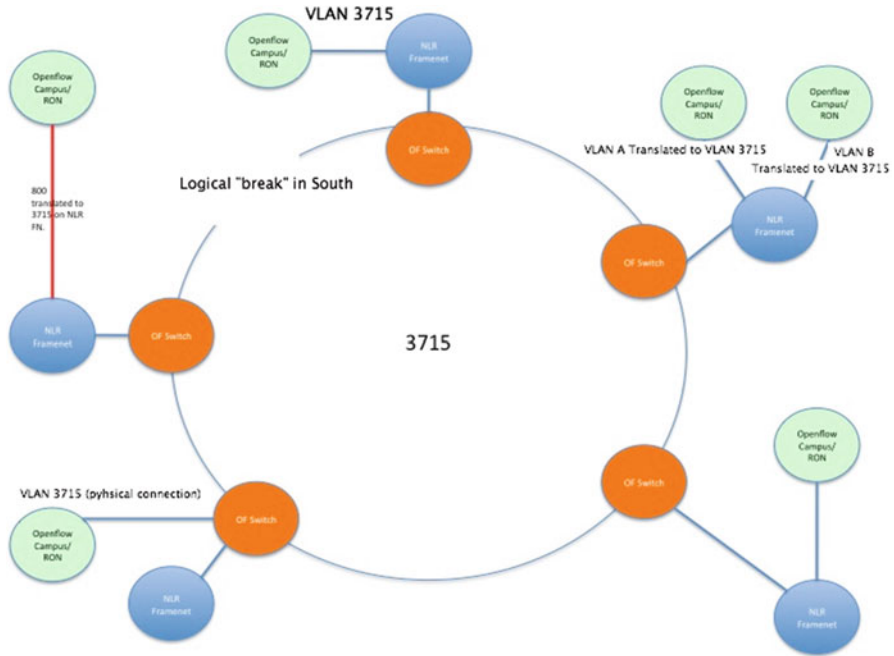 VLAN 3715
Openflow
Campus/
RON
NLR
Framenet
OF Switch
Openflow
Campus/
RON
800
translated to
3715 on NLR
FN.
NLR
Framenet
OF Switch
Logical "break" in South
Openflow
Campus/
RON
Openflow
Campus/
RON
VLAN A Translated to VLAN 3715
VLAN B
Translated to VLAN 3715
NLR
Framenet
OF Switch
3715
VLAN 3715 (pyhsical connection)
Openflow
Campus/
RON
OF Switch
NLR
Framenet
OF Switch
Openflow
Campus/
RON
NLR
Framenet